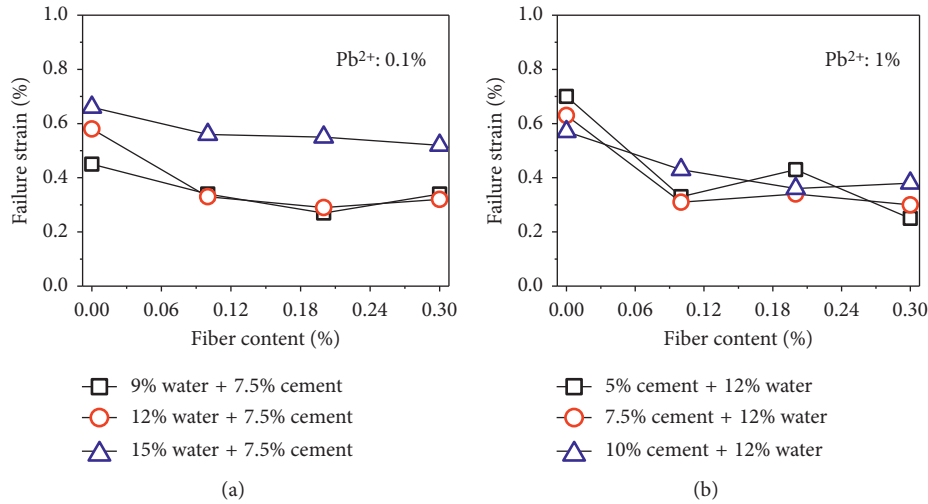 1.0
0.8
0.6
0.4
0.2
0.0
Failure strain (%)
Pb²⁺: 0.1%
0.00 0.06 0.12 0.18 0.24 0.30
Fiber content (%)
9% water + 7.5% cement
12% water + 7.5% cement
15% water + 7.5% cement
(a)
1.0
0.8
0.6
0.4
0.2
0.0
Failure strain (%)
Pb²⁺: 1%
0.00 0.06 0.12 0.18 0.24 0.30
Fiber content (%)
5% cement + 12% water
7.5% cement + 12% water
10% cement + 12% water
(b)